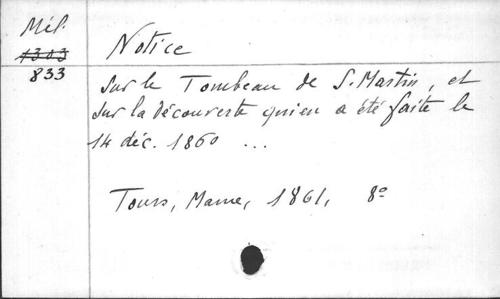 Mél.
1303
833
Notice
sur le Tombeau de S. Martin, et
sur la découverte qui en a été faite le
14 déc. 1860 ...
Tours, Mame, 1861, 8°